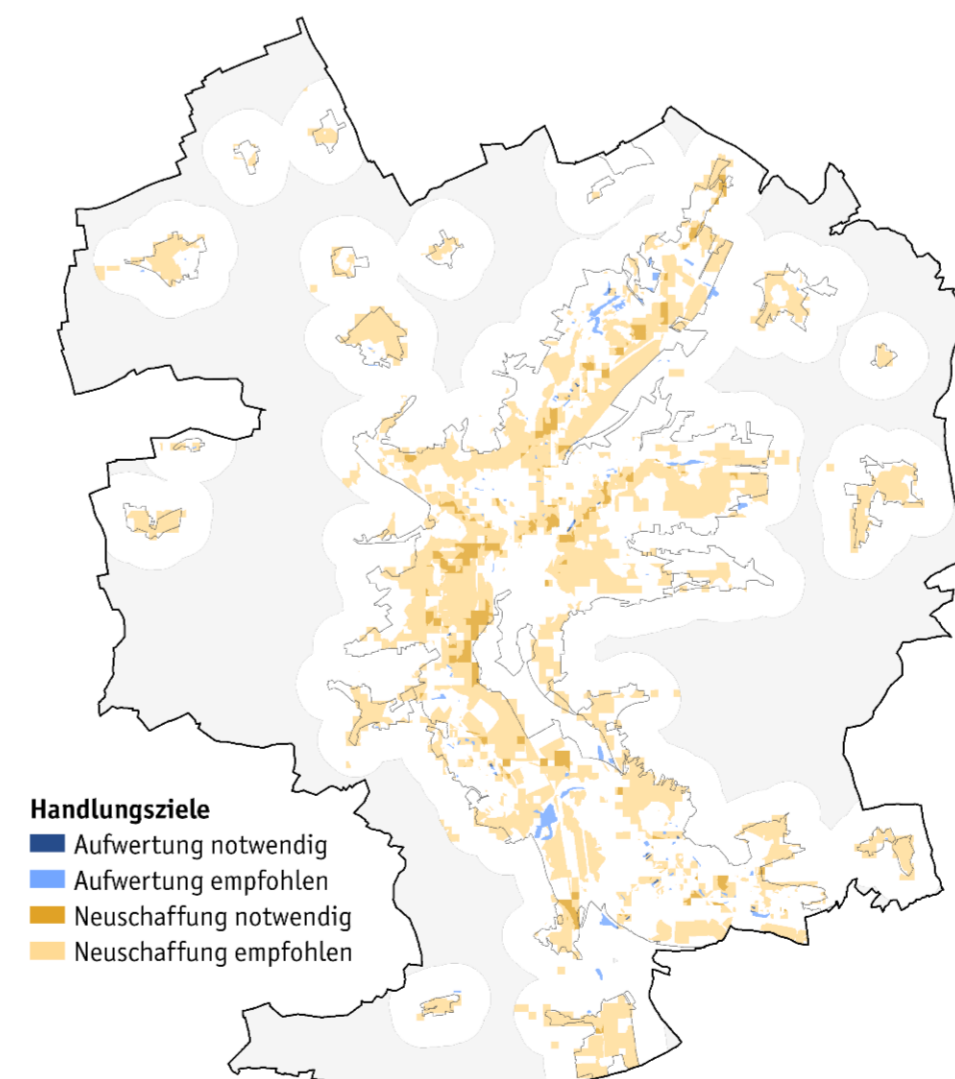 Handlungsziele
Aufwertung notwendig
Aufwertung empfohlen
Neuschaffung notwendig
Neuschaffung empfohlen